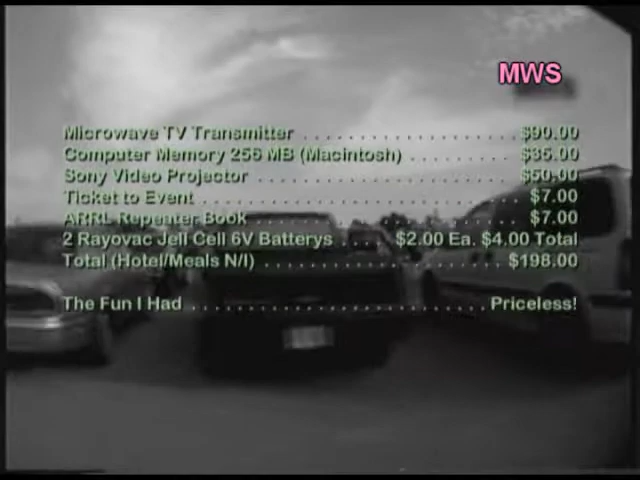 MWS
Microwave TV Transmitter . . . . . . . . . . . . . . . . . . . . . . $90.00
Computer Memory 256 MB (Macintosh) . . . . . . . . . $35.00
Sony Video Projector . . . . . . . . . . . . . . . . . . . . . . . . . . $50.00
Ticket to Event . . . . . . . . . . . . . . . . . . . . . . . . . . . . . . . . $7.00
ARRL Repeater Book . . . . . . . . . . . . . . . . . . . . . . . . . . . $7.00
2 Rayovac Jell Cell 6V Batterys . . . . $2.00 Ea. $4.00 Total
Total (Hotel/Meals N/I) . . . . . . . . . . . . . . . . . . . . . . . . $198.00
The Fun I Had . . . . . . . . . . . . . . . . . . . . . . . . . . . . Priceless!